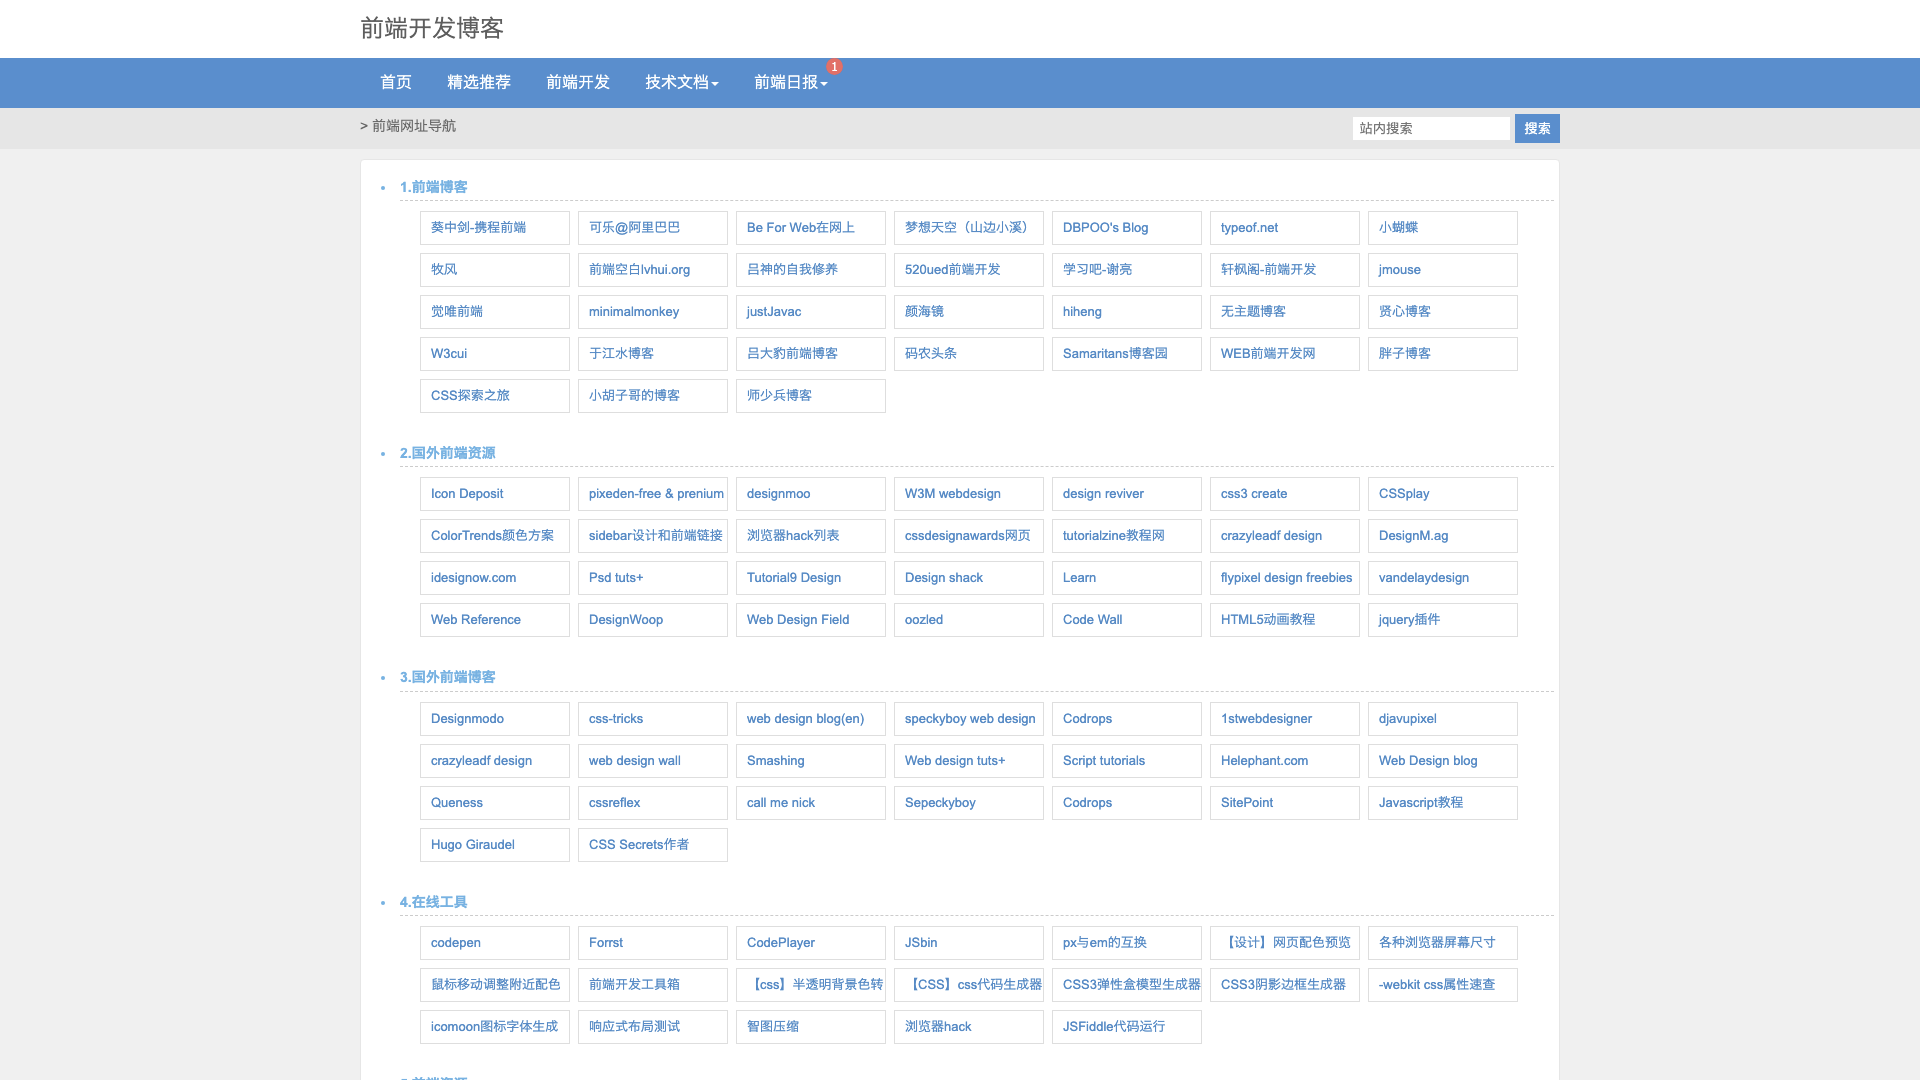 前端开发博客
首页 精选推荐 前端开发 技术文档 前端日报 1
> 前端网址导航 站内搜索 搜索
1.前端博客
葵中剑-携程前端 可乐@阿里巴巴 Be For Web在网上 梦想天空（山边小溪） DBPOO's Blog typeof.net 小蝴蝶
牧风 前端空白lvhui.org 吕神的自我修养 520ued前端开发 学习吧-谢亮 轩枫阁-前端开发 jmouse
觉唯前端 minimalmonkey justJavac 颜海镜 hiheng 无主题博客 贤心博客
W3cui 于江水博客 吕大豹前端博客 码农头条 Samaritans博客园 WEB前端开发网 胖子博客
CSS探索之旅 小胡子哥的博客 师少兵博客
2.国外前端资源
Icon Deposit pixeden-free & prenium designmoo W3M webdesign design reviver css3 create CSSplay
ColorTrends颜色方案 sidebar设计和前端链接 浏览器hack列表 cssdesignawards网页 tutorialzine教程网 crazyleadf design DesignM.ag
idesignow.com Psd tuts+ Tutorial9 Design Design shack Learn flypixel design freebies vandelaydesign
Web Reference DesignWoop Web Design Field oozled Code Wall HTML5动画教程 jquery插件
3.国外前端博客
Designmodo css-tricks web design blog(en) speckyboy web design Codrops 1stwebdesigner djavupixel
crazyleadf design web design wall Smashing Web design tuts+ Script tutorials Helephant.com Web Design blog
Queness cssreflex call me nick Sepeckyboy Codrops SitePoint Javascript教程
Hugo Giraudel CSS Secrets作者
4.在线工具
codepen Forrst CodePlayer JSbin px与em的互换 【设计】网页配色预览 各种浏览器屏幕尺寸
鼠标移动调整附近配色 前端开发工具箱 【css】半透明背景色转 【CSS】css代码生成器 CSS3弹性盒模型生成器 CSS3阴影边框生成器 -webkit css属性速查
icomoon图标字体生成 响应式布局测试 智图压缩 浏览器hack JSFiddle代码运行